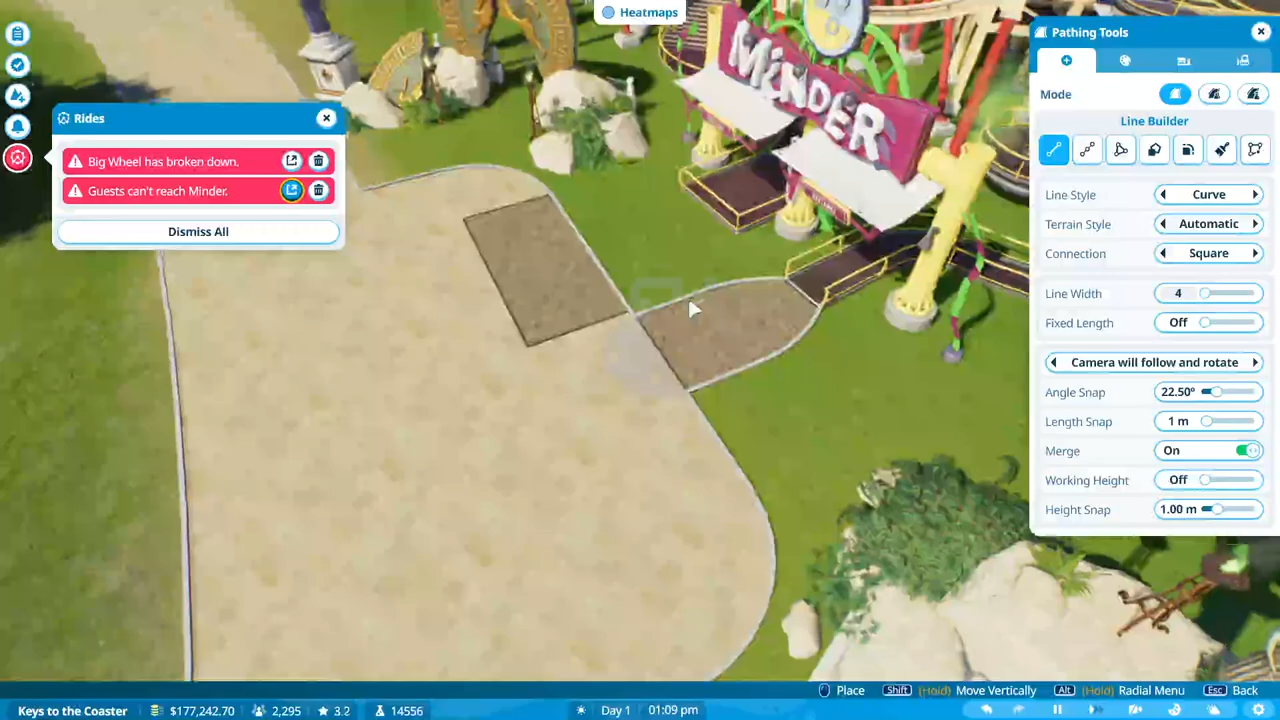 Heatmaps
MiNDER
Rides
Big Wheel has broken down.
Guests can't reach Minder.
Dismiss All
Pathing Tools
Mode
Line Builder
Line Style
Curve
Terrain Style
Automatic
Connection
Square
Line Width
4
Fixed Length
Off
Camera will follow and rotate
Angle Snap
22.50°
Length Snap
1 m
Merge
On
Working Height
Off
Height Snap
1.00 m
Place
Shift (Hold) Move Vertically
Alt (Hold) Radial Menu
Esc Back
Keys to the Coaster
$177,242.70
2,295
3.2
14556
Day 1
01:09 pm